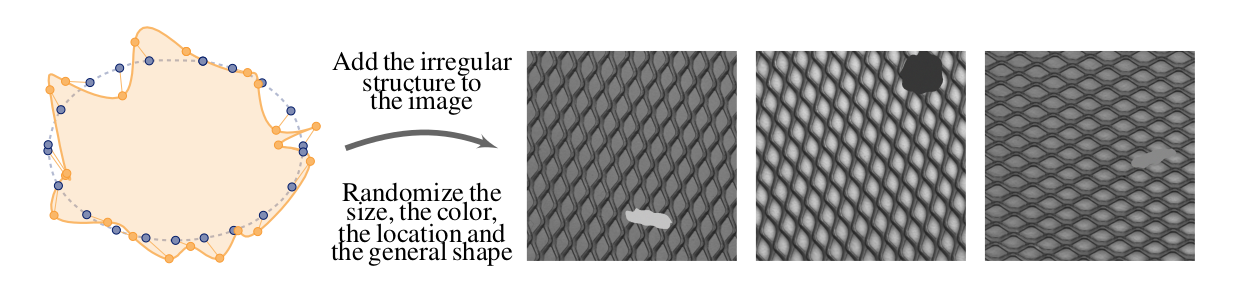 Add the irregular
structure to
the image
Randomize the
size, the color,
the location and
the general shape